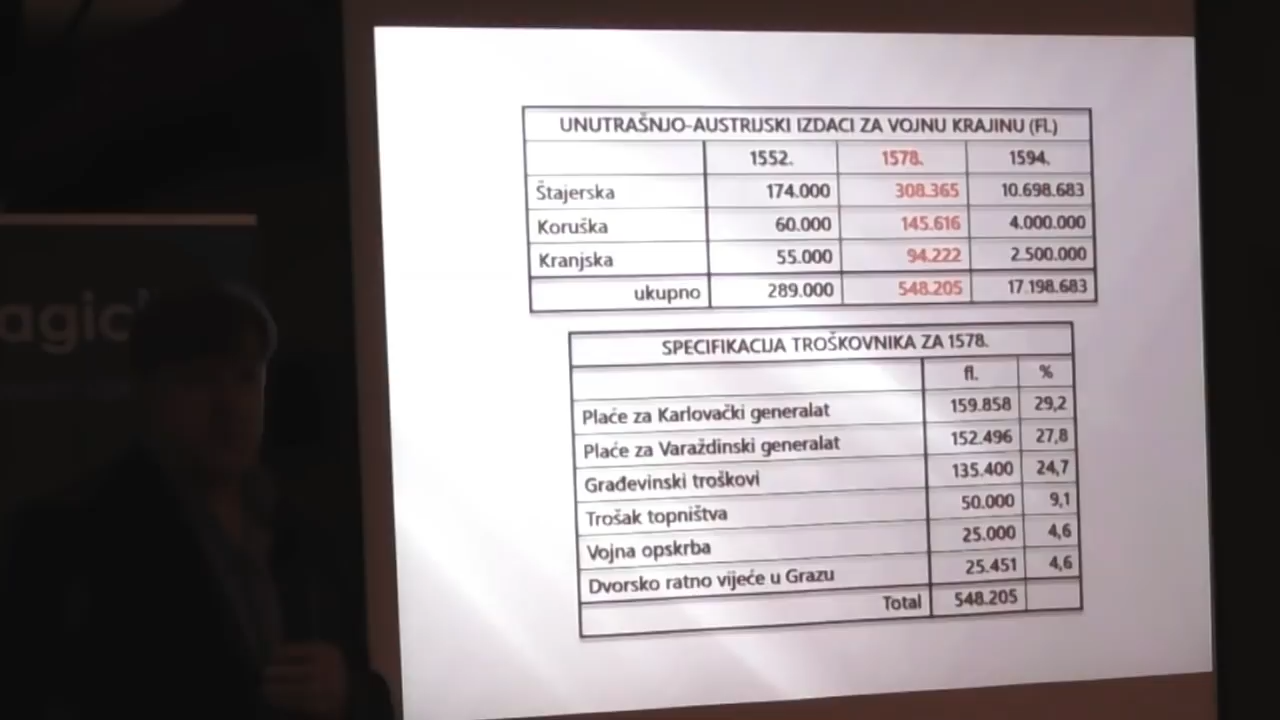 UNUTRAŠNJO-AUSTRIJSKI IZDACI ZA VOJNU KRAJINU (Fl.)
1552. 1578. 1594.
Štajerska 174.000 308.365 10.698.683
Koruška 60.000 145.616 4.000.000
Kranjska 55.000 94.222 2.500.000
ukupno 289.000 548.205 17.198.683
SPECIFIKACIJA TROŠKOVNIKA ZA 1578.
fl. %
Plaće za Karlovački generalat 159.858 29,2
Plaće za Varaždinski generalat 152.496 27,8
Građevinski troškovi 135.400 24,7
Trošak topništva 50.000 9,1
Vojna opskrba 25.000 4,6
Dvorsko ratno vijeće u Grazu 25.451 4,6
Total 548.205